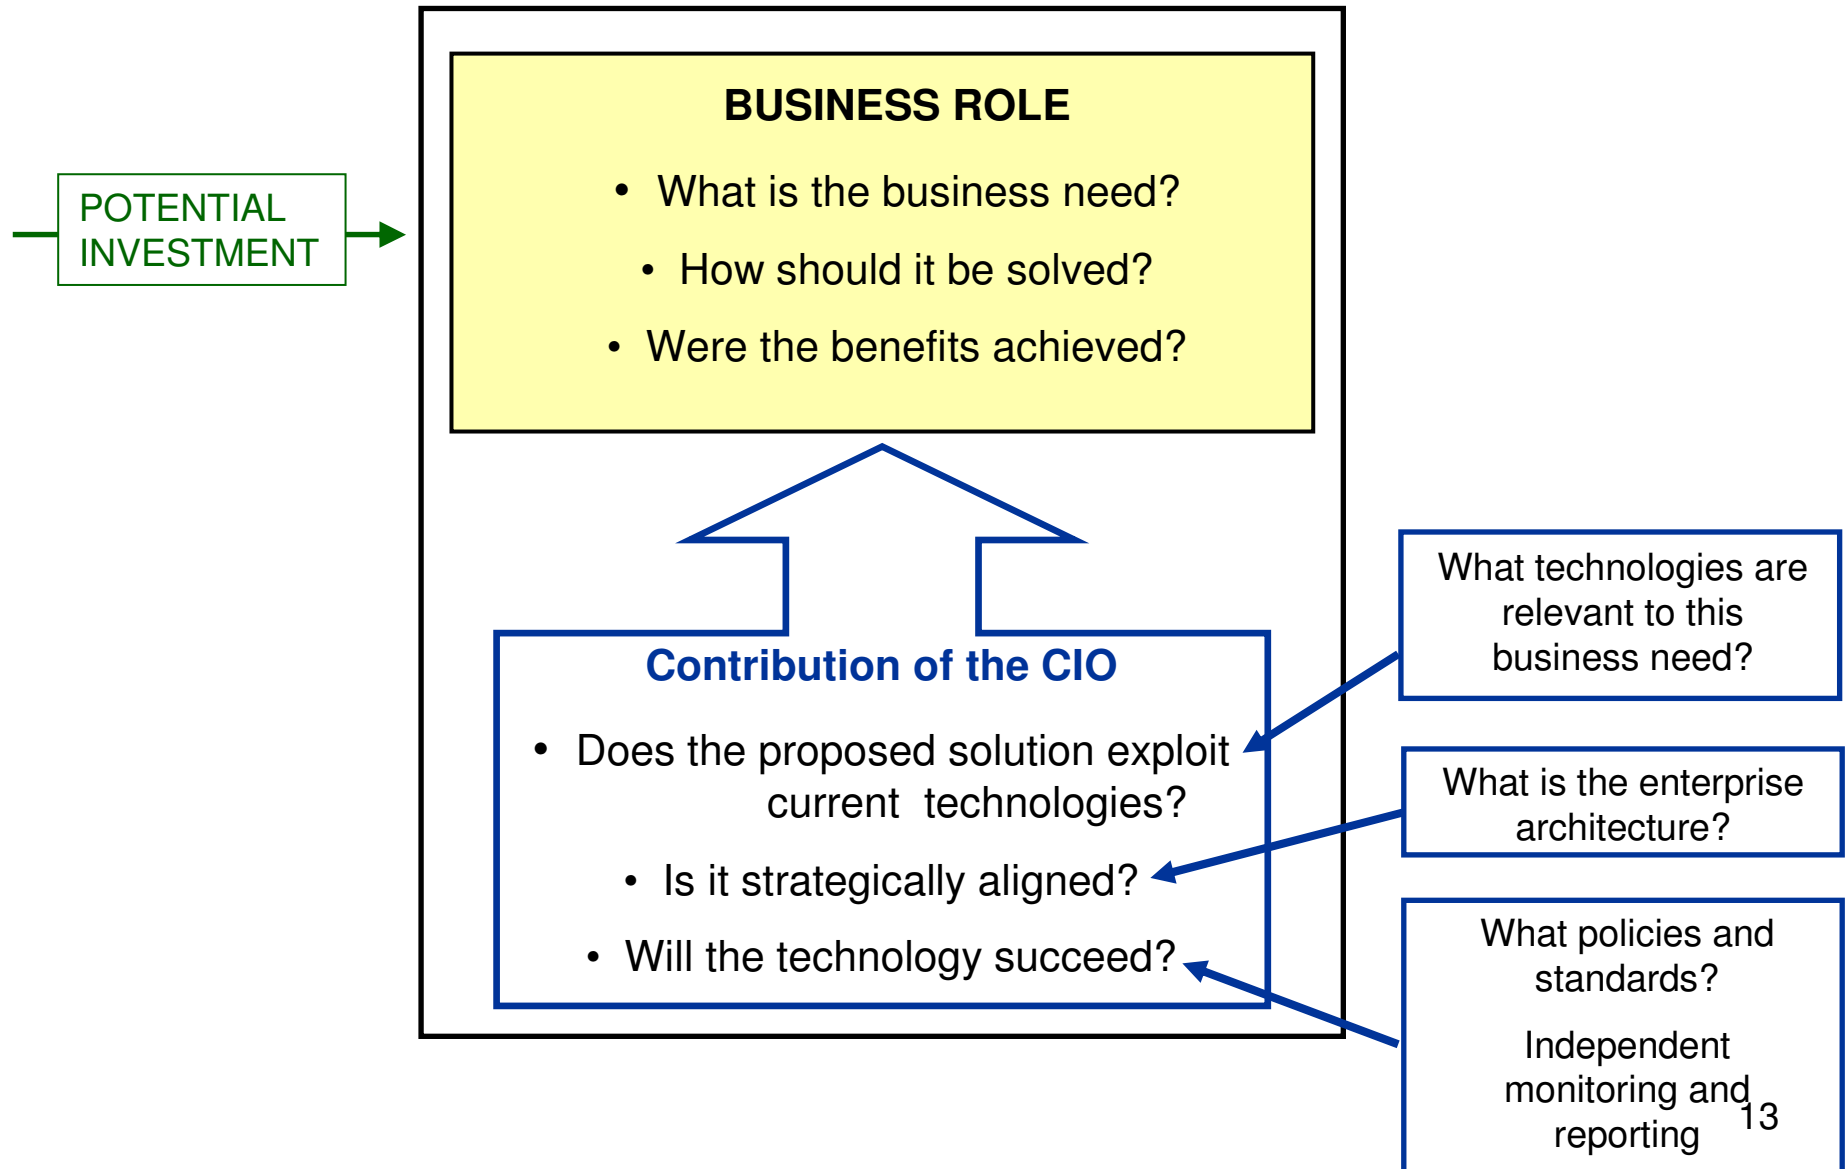 POTENTIAL
INVESTMENT
BUSINESS ROLE
• What is the business need?
• How should it be solved?
• Were the benefits achieved?
Contribution of the CIO
• Does the proposed solution exploit
current technologies?
• Is it strategically aligned?
• Will the technology succeed?
What technologies are
relevant to this
business need?
What is the enterprise
architecture?
What policies and
standards?
Independent
monitoring and
reporting
13